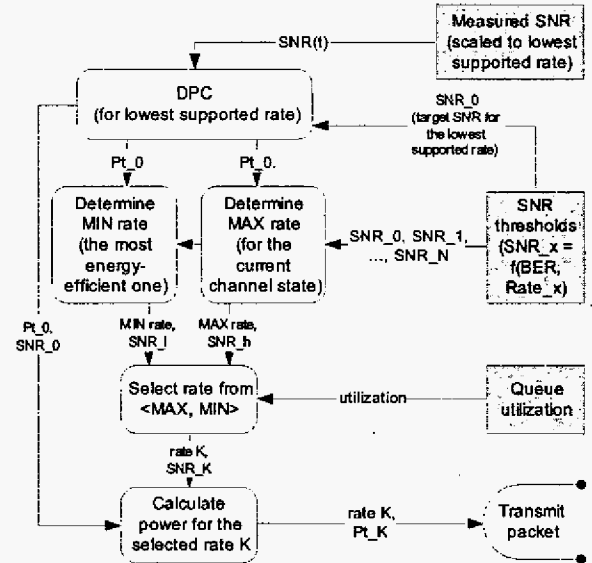 Measured SNR
(scaled to lowest
supported rate)
SNR(t)
DPC
(for lowest supported rate)
SNR_0
(target SNR for
the lowest
supported rate)
Pt_0
Pt_0,
Determine
MIN rate
(the most
energy-
efficient one)
Determine
MAX rate
(for the
current
channel state)
SNR_0, SNR_1,
..., SNR_N
SNR
thresholds
(SNR_x =
f(BER,
Rate_x)
Pt_0,
SNR_0
MIN rate,
SNR_l
MAX rate,
SNR_h
Select rate from
<MAX, MIN>
utilization
Queue
utilization
rate K,
SNR_K
Calculate
power for the
selected rate K
rate K,
Pt_K
Transmit
packet